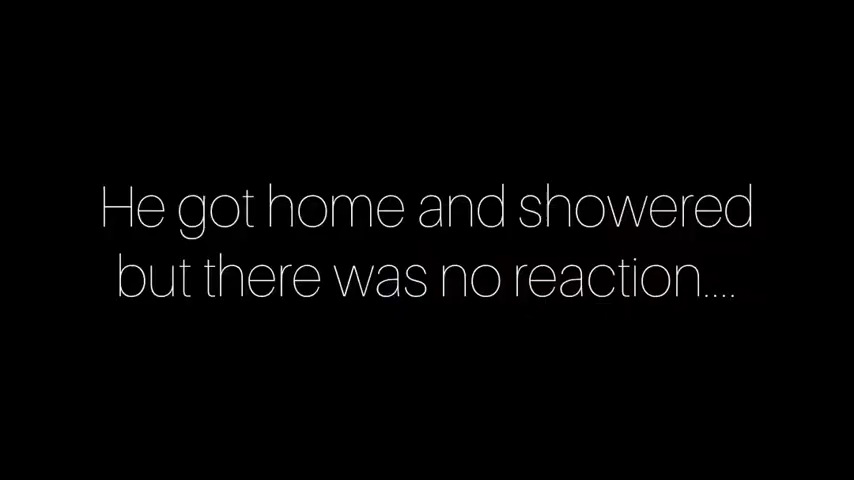 He got home and showered
but there was no reaction....